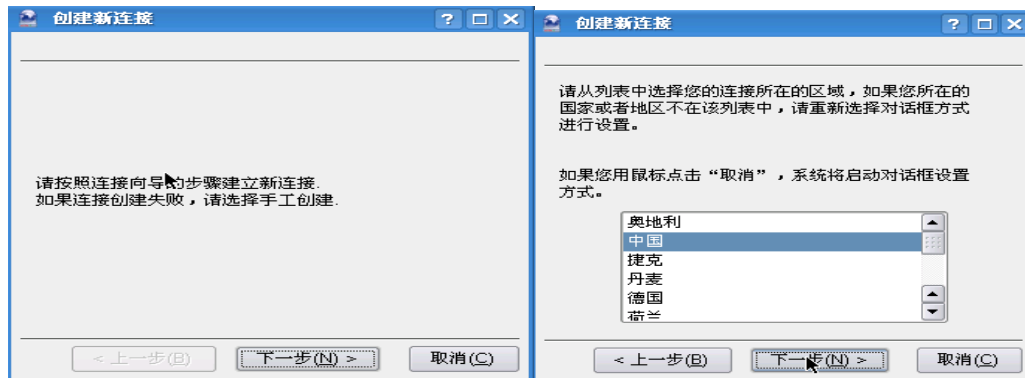 创建新连接
请按照连接向导的步骤建立新连接.
如果连接创建失败，请选择手工创建.
< 上一步(B)
下一步(N) >
取消(C)
创建新连接
请从列表中选择您的连接所在的区域，如果您所在的
国家或者地区不在该列表中，请重新选择对话框方式
进行设置。
如果您用鼠标点击“取消”，系统将启动对话框设置
方式。
奥地利
中国
捷克
丹麦
德国
荷兰
< 上一步(B)
下一步(N) >
取消(C)